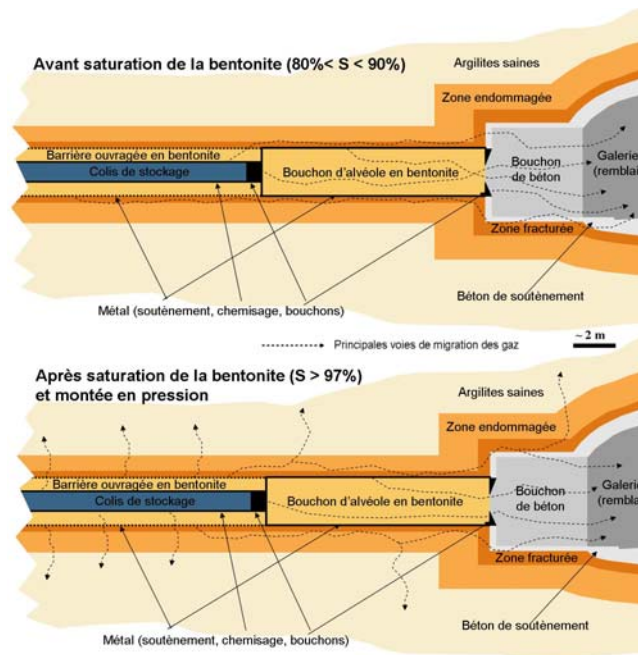 Avant saturation de la bentonite (80%< S < 90%)
Argilites saines
Zone endommagée
Barrière ouvragée en bentonite
Colis de stockage
Bouchon d'alvéole en bentonite
Bouchon
de béton
Galerie
(remblai
Zone fracturée
Métal (soutènement, chemisage, bouchons)
Béton de soutènement
Principales voies de migration des gaz
~ 2 m
Après saturation de la bentonite (S > 97%)
et montée en pression
Argilites saines
Zone endommagée
Barrière ouvragée en bentonite
Colis de stockage
Bouchon d'alvéole en bentonite
Bouchon
de béton
Galerie
(remblai
Zone fracturée
Métal (soutènement, chemisage, bouchons)
Béton de soutènement